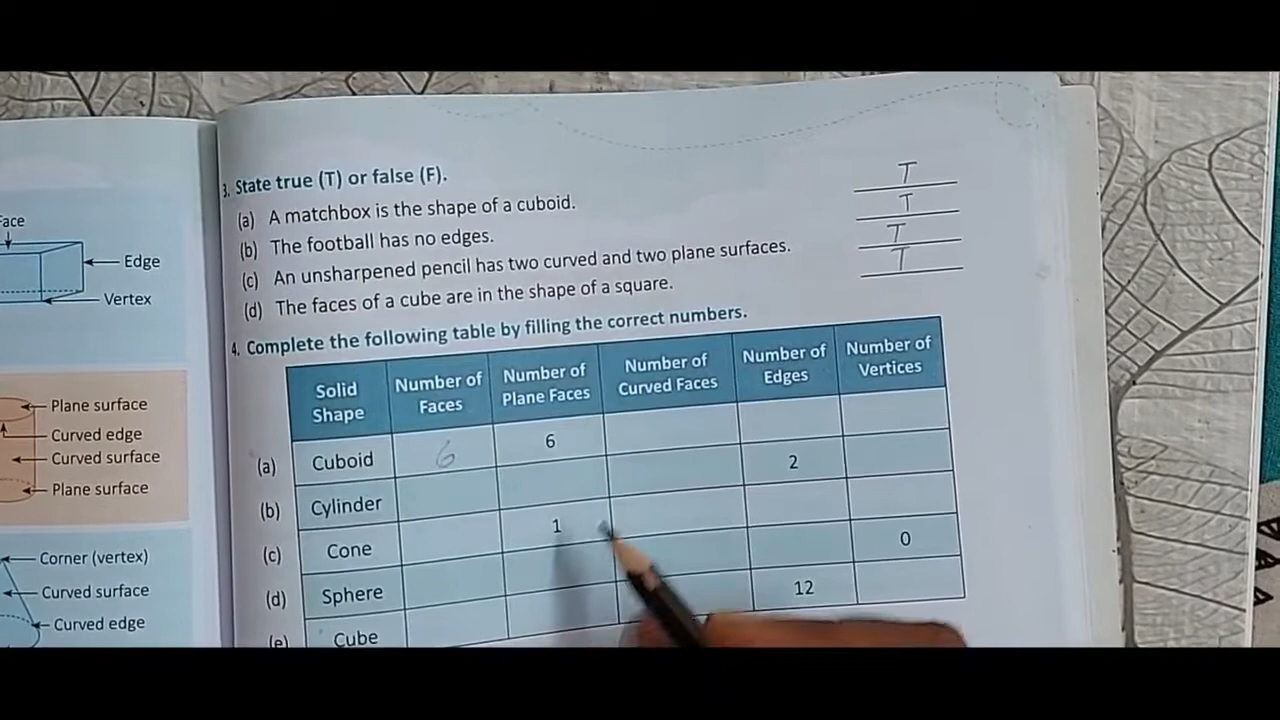 Face
Edge
Vertex
Plane surface
Curved edge
Curved surface
Plane surface
Corner (vertex)
Curved surface
Curved edge
3. State true (T) or false (F).
(a) A matchbox is the shape of a cuboid. T
(b) The football has no edges. T
(c) An unsharpened pencil has two curved and two plane surfaces. T
(d) The faces of a cube are in the shape of a square. T
4. Complete the following table by filling the correct numbers.
Solid Shape Number of Faces Number of Plane Faces Number of Curved Faces Number of Edges Number of Vertices
(a) Cuboid 6 6
(b) Cylinder 2
(c) Cone 1
(d) Sphere 0
(e) Cube 12